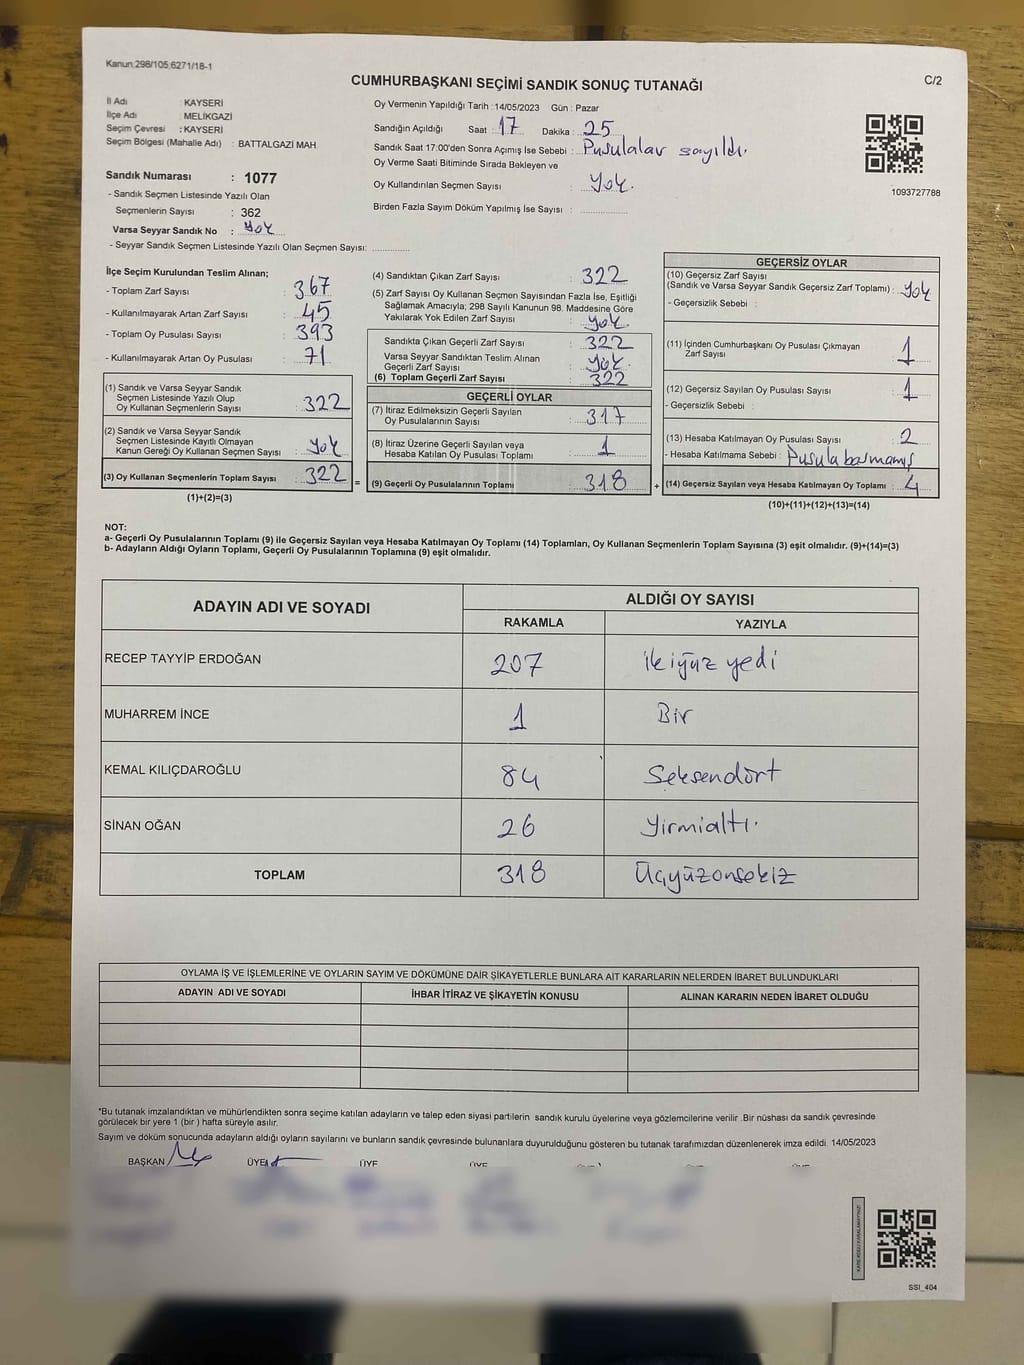 Kanun:298/105,6271/18-1
CUMHURBAŞKANI SEÇİMİ SANDIK SONUÇ TUTANAĞI
C/2
İl Adı : KAYSERİ
İlçe Adı : MELİKGAZİ
Seçim Çevresi : KAYSERİ
Seçim Bölgesi (Mahalle Adı) : BATTALGAZİ MAH.
Sandık Numarası : 1077
- Sandık Seçmen Listesinde Yazılı Olan
Seçmenlerin Sayısı : 362
Varsa Seyyar Sandık No : Yok
- Seyyar Sandık Seçmen Listesinde Yazılı Olan Seçmen Sayısı:
Oy Vermenin Yapıldığı Tarih :14/05/2023 Gün : Pazar
Sandığın Açıldığı Saat : 17 Dakika : 25
Sandık Saat 17:00'den Sonra Açımış İse Sebebi : Pusulalar sayıldı.
Oy Verme Saati Bitiminde Sırada Bekleyen ve
Oy Kullandırılan Seçmen Sayısı : Yok.
Birden Fazla Sayım Döküm Yapılmış İse Sayısı :
1093727788
İlçe Seçim Kurulundan Teslim Alınan;
- Toplam Zarf Sayısı : 367
- Kullanılmayarak Artan Zarf Sayısı : 45
- Toplam Oy Pusulası Sayısı : 393
- Kullanılmayarak Artan Oy Pusulası : 71
(1) Sandık ve Varsa Seyyar Sandık
Seçmen Listesinde Yazılı Olup
Oy Kullanan Seçmenlerin Sayısı : 322
(2) Sandık ve Varsa Seyyar Sandık
Seçmen Listesinde Kayıtlı Olmayan
Kanun Gereği Oy Kullanan Seçmen Sayısı : Yok
(3) Oy Kullanan Seçmenlerin Toplam Sayısı : 322
(1)+(2)=(3)
=
(4) Sandıktan Çıkan Zarf Sayısı : 322
(5) Zarf Sayısı Oy Kullanan Seçmen Sayısından Fazla İse, Eşitliği
Sağlamak Amacıyla; 298 Sayılı Kanunun 98. Maddesine Göre
Yakılarak Yok Edilen Zarf Sayısı : Yok.
Sandıkta Çıkan Geçerli Zarf Sayısı : 322
Varsa Seyyar Sandıktan Teslim Alınan
Geçerli Zarf Sayısı : Yok
(6) Toplam Geçerli Zarf Sayısı : 322
GEÇERLİ OYLAR
(7) İtiraz Edilmeksizin Geçerli Sayılan
Oy Pusulalarının Sayısı : 317
(8) İtiraz Üzerine Geçerli Sayılan veya
Hesaba Katılan Oy Pusulası Toplamı : 1
(9) Geçerli Oy Pusulalarının Toplamı : 318
+
GEÇERSİZ OYLAR
(10) Geçersiz Zarf Sayısı
(Sandık ve Varsa Seyyar Sandık Geçersiz Zarf Toplamı) : Yok
- Geçersizlik Sebebi :
(11) İçinden Cumhurbaşkanı Oy Pusulası Çıkmayan
Zarf Sayısı : 1
(12) Geçersiz Sayılan Oy Pusulası Sayısı : 1
- Geçersizlik Sebebi :
(13) Hesaba Katılmayan Oy Pusulası Sayısı : 2
- Hesaba Katılmama Sebebi : Pusula basmamış
(14) Geçersiz Sayılan veya Hesaba Katılmayan Oy Toplamı : 4
(10)+(11)+(12)+(13)=(14)
NOT:
a- Geçerli Oy Pusulalarının Toplamı (9) ile Geçersiz Sayılan veya Hesaba Katılmayan Oy Toplamı (14) Toplamları, Oy Kullanan Seçmenlerin Toplam Sayısına (3) eşit olmalıdır. (9)+(14)=(3)
b- Adayların Aldığı Oyların Toplamı, Geçerli Oy Pusulalarının Toplamına (9) eşit olmalıdır.
ADAYIN ADI VE SOYADI
ALDIĞI OY SAYISI
RAKAMLA YAZIYLA
RECEP TAYYİP ERDOĞAN 207 ikiyüz yedi
MUHARREM İNCE 1 Bir
KEMAL KILIÇDAROĞLU 84 Seksendört
SİNAN OĞAN 26 Yirmialtı.
TOPLAM 318 Üçyüzonsekiz
OYLAMA İŞ VE İŞLEMLERİNE VE OYLARIN SAYIM VE DÖKÜMÜNE DAİR ŞİKAYETLERLE BUNLARA AİT KARARLARIN NELERDEN İBARET BULUNDUKLARI
ADAYIN ADI VE SOYADI İHBAR İTİRAZ VE ŞİKAYETİN KONUSU ALINAN KARARIN NEDEN İBARET OLDUĞU
*Bu tutanak imzalandıktan ve mühürlendikten sonra seçime katılan adayların ve talep eden siyasi partilerin sandık kurulu üyelerine veya gözlemcilerine verilir .Bir nüshası da sandık çevresinde
görülecek bir yere 1 (bir ) hafta süreyle asılır.
Sayım ve döküm sonucunda adayların aldığı oyların sayılarını ve bunların sandık çevresinde bulunanlara duyurulduğunu gösteren bu tutanak tarafımızdan düzenlenerek imza edildi. 14/05/2023
BAŞKAN ÜYE ÜYE ÜYE
SSI_404